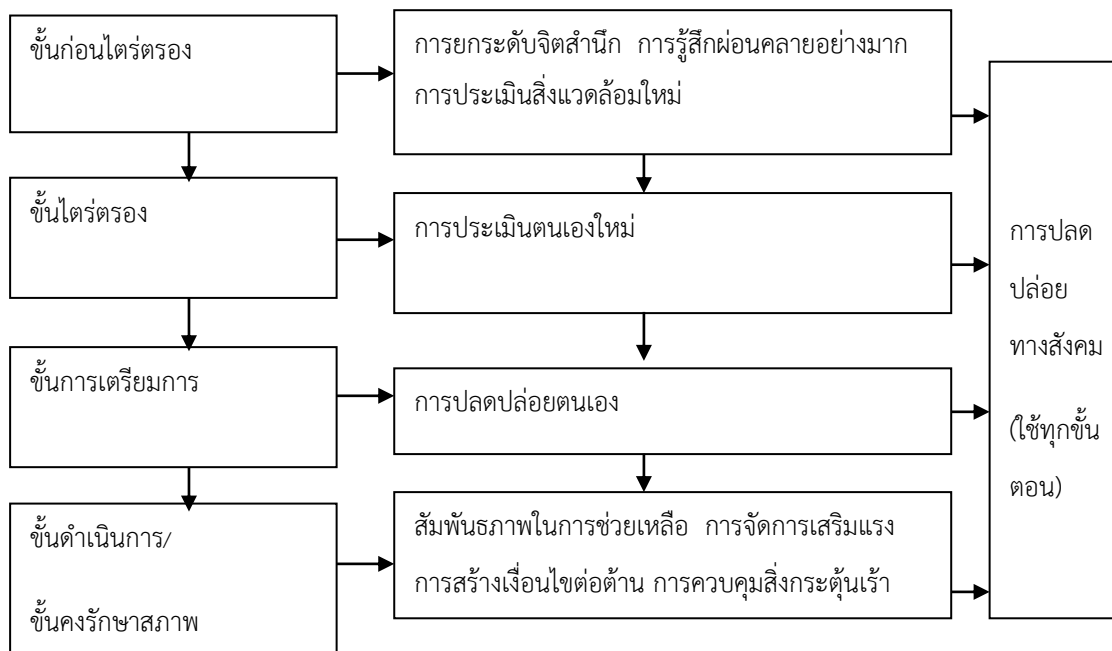 ขั้นก่อนไตร่ตรอง
การยกระดับจิตสำนึก การรู้สึกผ่อนคลายอย่างมาก
การประเมินสิ่งแวดล้อมใหม่
ขั้นไตร่ตรอง
การประเมินตนเองใหม่
ขั้นการเตรียมการ
การปลดปล่อยตนเอง
ขั้นดำเนินการ/
ขั้นคงรักษาสภาพ
สัมพันธภาพในการช่วยเหลือ การจัดการเสริมแรง
การสร้างเงื่อนไขต่อต้าน การควบคุมสิ่งกระตุ้นเร้า
การปลด
ปล่อย
ทางสังคม
(ใช้ทุกขั้น
ตอน)